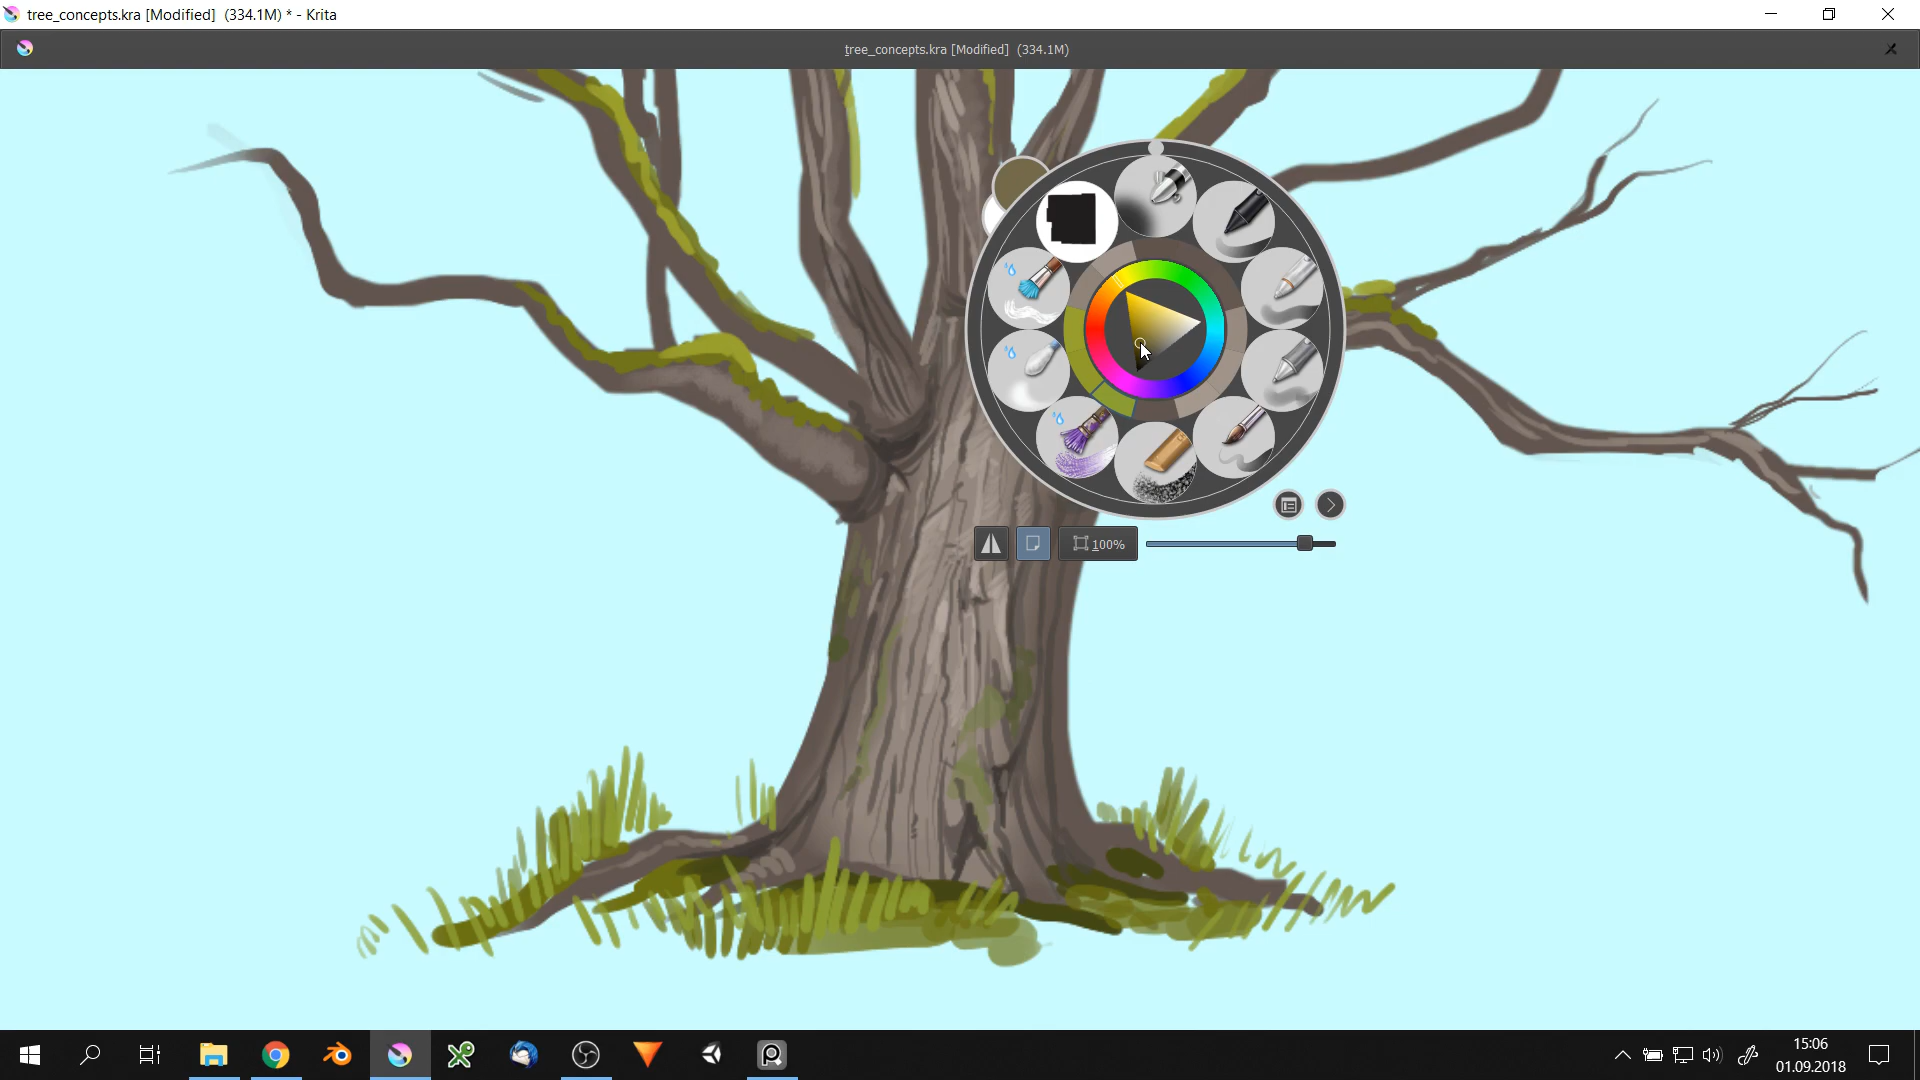 tree_concepts.kra [Modified]  (334.1M) * - Krita
tree_concepts.kra [Modified]  (334.1M)
100%
15:06
01.09.2018